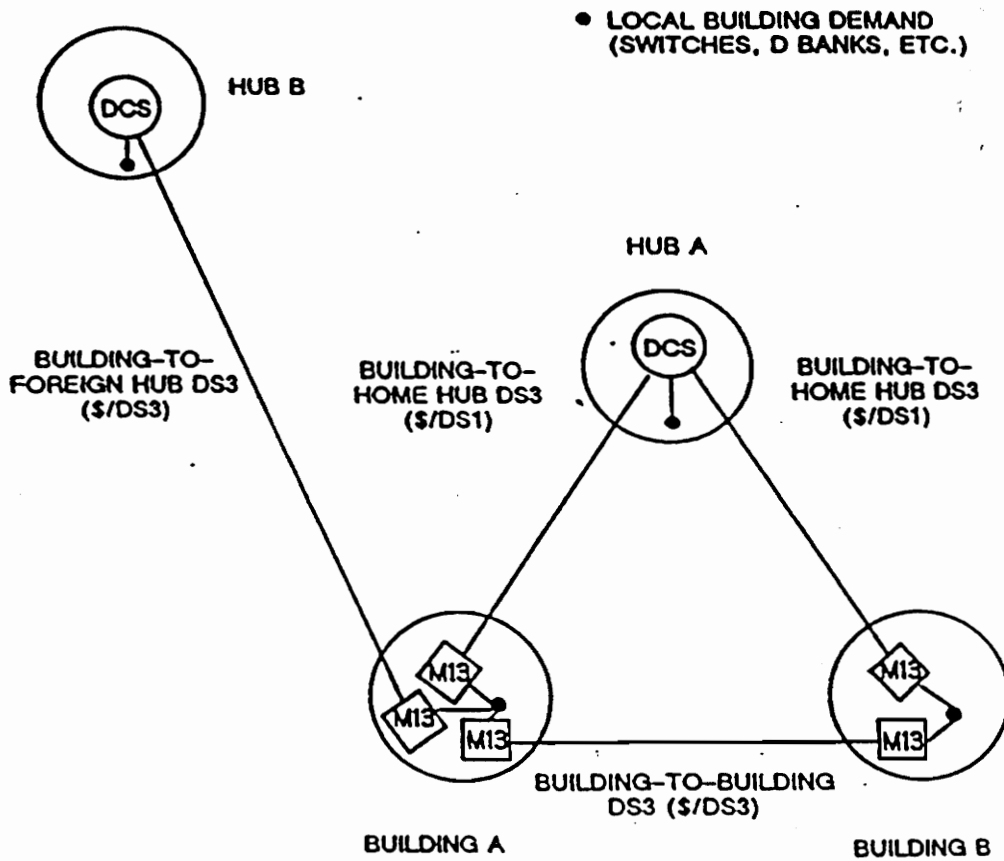 ● LOCAL BUILDING DEMAND
(SWITCHES, D BANKS, ETC.)
HUB B
DCS
HUB A
DCS
BUILDING-TO-
FOREIGN HUB DS3
($/DS3)
BUILDING-TO-
HOME HUB DS3
($/DS1)
BUILDING-TO-
HOME HUB DS3
($/DS1)
M13
M13
M13
M13
M13
BUILDING-TO-BUILDING
DS3 ($/DS3)
BUILDING A
BUILDING B